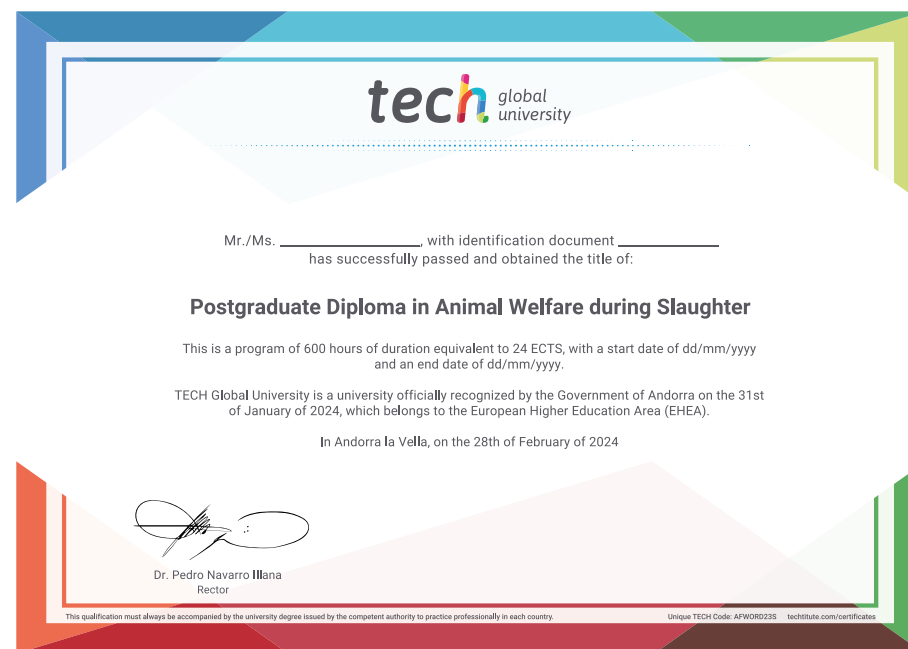 tech global university
Mr./Ms. ______________, with identification document __________
has successfully passed and obtained the title of:
Postgraduate Diploma in Animal Welfare during Slaughter
This is a program of 600 hours of duration equivalent to 24 ECTS, with a start date of dd/mm/yyyy
and an end date of dd/mm/yyyy.
TECH Global University is a university officially recognized by the Government of Andorra on the 31st
of January of 2024, which belongs to the European Higher Education Area (EHEA).
In Andorra la Vella, on the 28th of February of 2024
Dr. Pedro Navarro Illana
Rector
This qualification must always be accompanied by the university degree issued by the competent authority to practice professionally in each country.
Unique TECH Code: AFWORD23S techtitute.com/certificates